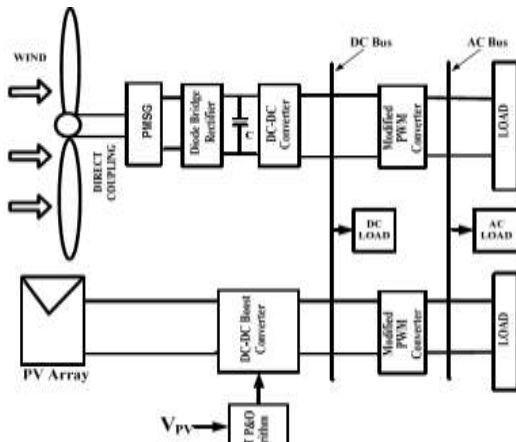 DC Bus
AC Bus
WIND
PMSG
Diode Bridge
Rectifier
C
DC-DC
Converter
Modified
PWM
Converter
LOAD
DIRECT
COUPLING
DC
LOAD
AC
LOAD
PV Array
DC-DC Boost
Converter
Modified
PWM
Converter
LOAD
VPV
P&O